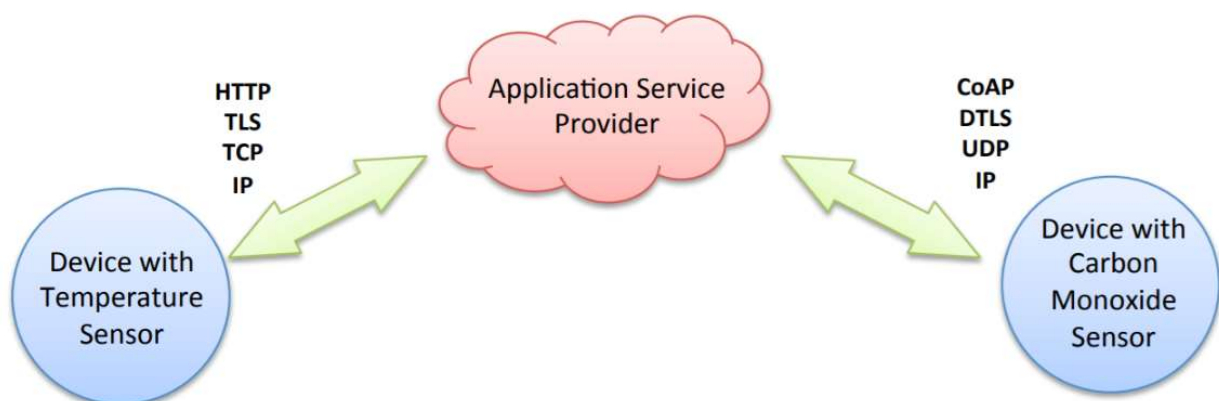 Application Service
Provider
HTTP
TLS
TCP
IP
CoAP
DTLS
UDP
IP
Device with
Temperature
Sensor
Device with
Carbon
Monoxide
Sensor